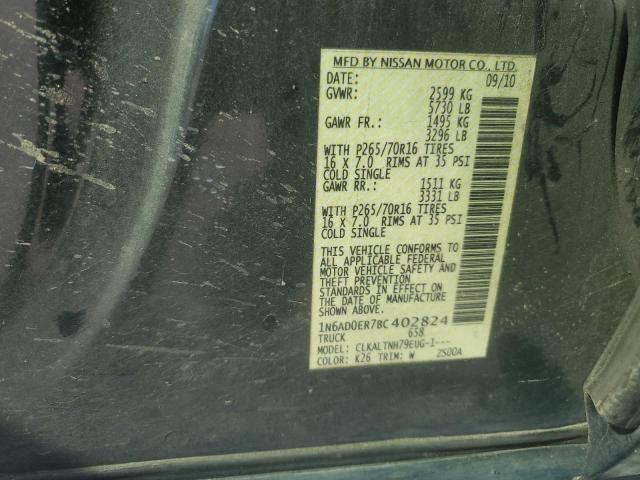 MFD BY NISSAN MOTOR CO., LTD.
DATE: 09/10
GVWR: 2599 KG
5730 LB
GAWR FR.: 1495 KG
3296 LB
WITH P265/70R16 TIRES
16 X 7.0 RIMS AT 35 PSI
COLD SINGLE
GAWR RR.: 1511 KG
3331 LB
WITH P265/70R16 TIRES
16 X 7.0 RIMS AT 35 PSI
COLD SINGLE
THIS VEHICLE CONFORMS TO
ALL APPLICABLE FEDERAL
MOTOR VEHICLE SAFETY AND
THEFT PREVENTION
STANDARDS IN EFFECT ON
THE DATE OF MANUFACTURE
SHOWN ABOVE.
1N6AD0ER7BC402824
TRUCK 658
MODEL: CLKALTNH79EUG-1---
COLOR: K26 TRIM: W 2S00A